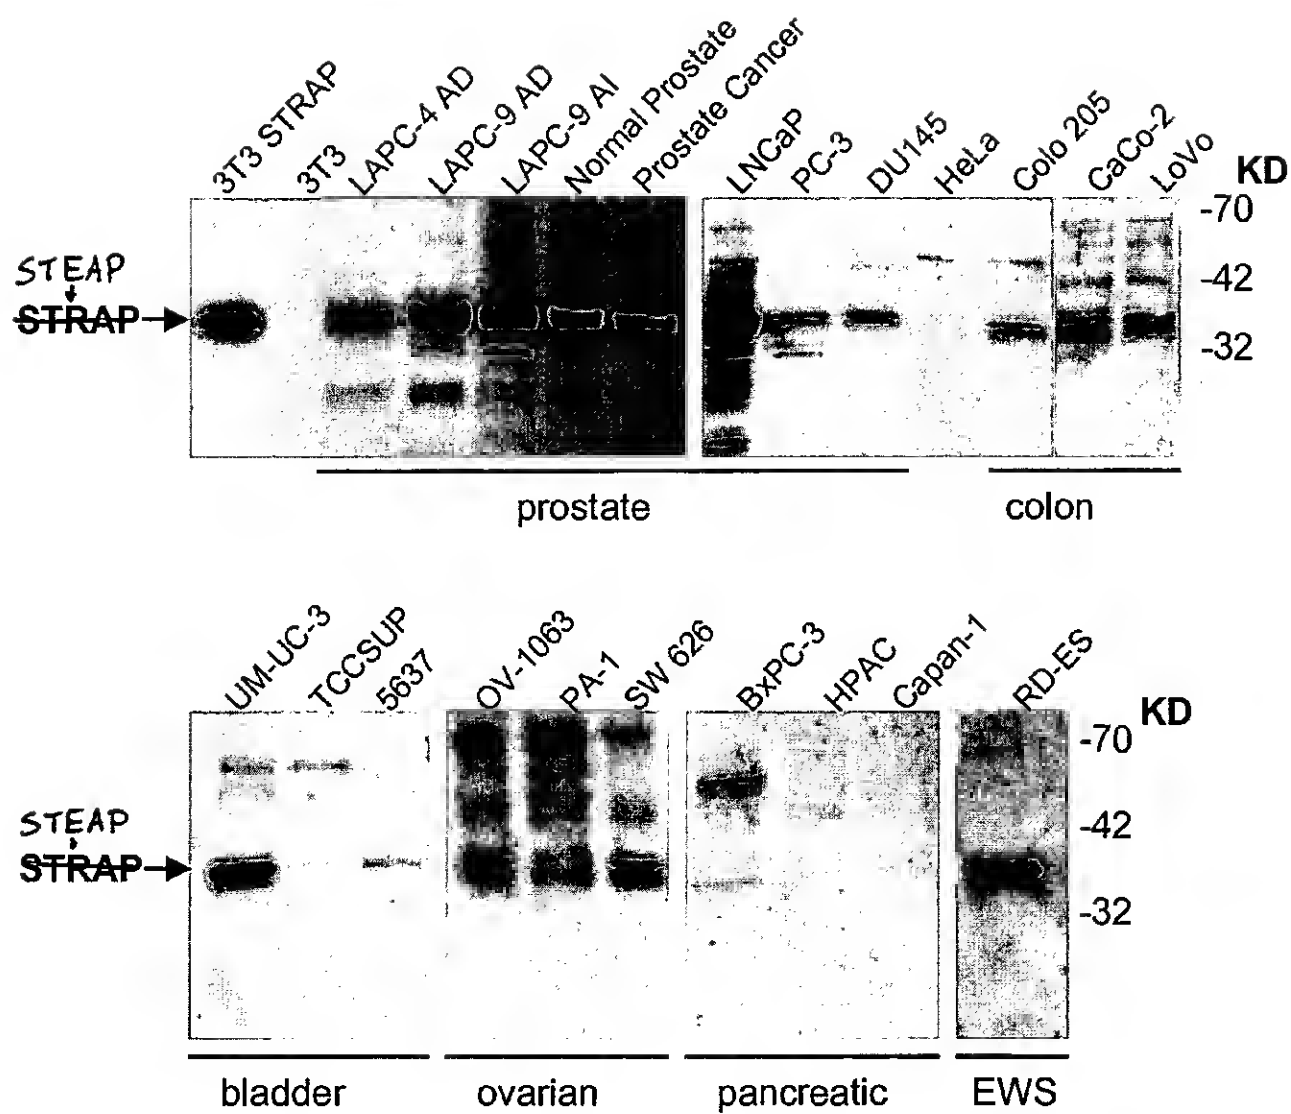 3T3 STRAP
3T3
LAPC-4 AD
LAPC-9 AD
LAPC-9 AI
Normal Prostate
Prostate Cancer
LNCaP
PC-3
DU145
HeLa
Colo 205
CaCo-2
LoVo
KD
-70
-42
-32
STEAP
STRAP
prostate
colon
UM-UC-3
TCCSUP
5637
OV-1063
PA-1
SW 626
BxPC-3
HPAC
Capan-1
RD-ES
KD
-70
-42
-32
STEAP
STRAP
bladder
ovarian
pancreatic
EWS